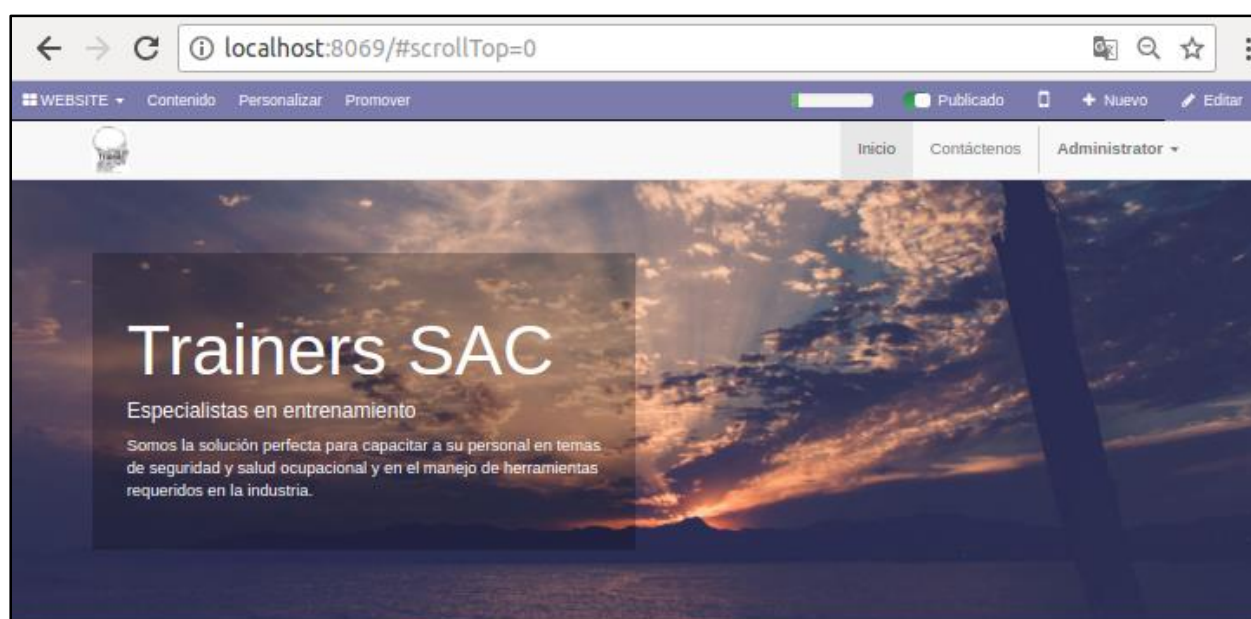 localhost:8069/#scrollTop=0
WEBSITE Contenido Personalizar Promover Publicado + Nuevo Editar
Inicio Contáctenos Administrator
Trainers SAC
Especialistas en entrenamiento
Somos la solución perfecta para capacitar a su personal en temas
de seguridad y salud ocupacional y en el manejo de herramientas
requeridos en la industria.